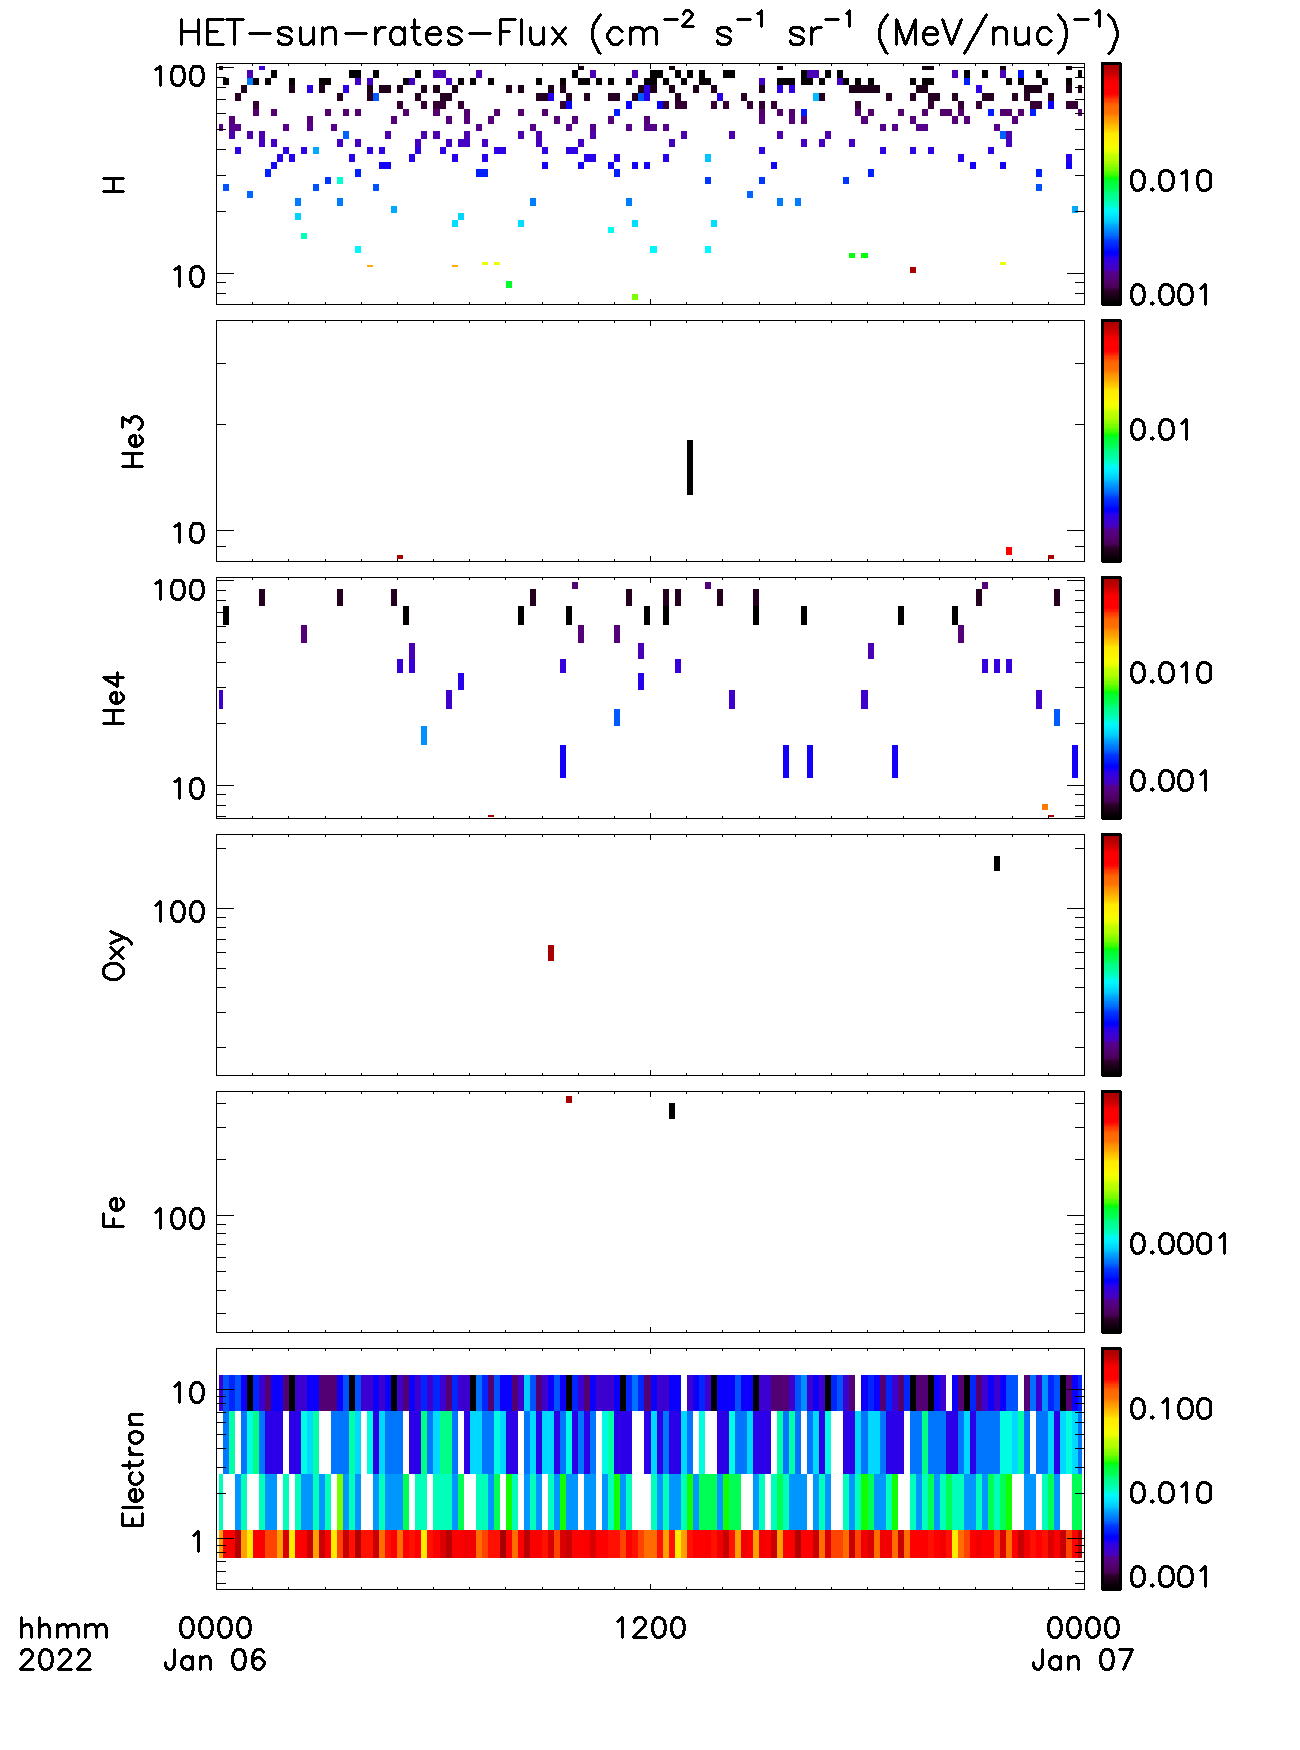 HET-sun-rates-Flux (cm⁻² s⁻¹ sr⁻¹ (MeV/nuc)⁻¹)
100
10
H
0.010
0.001
He3
10
0.01
100
10
He4
0.010
0.001
Oxy
100
Fe
100
0.0001
Electron
10
1
0.100
0.010
0.001
hhmm 0000 1200 0000
2022 Jan 06 Jan 07